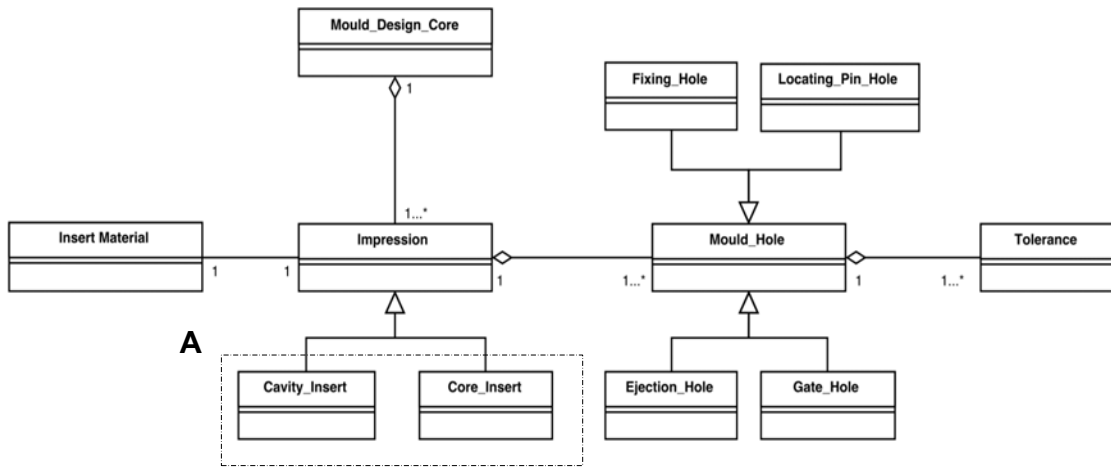 Mould_Design_Core
1
Fixing_Hole
Locating_Pin_Hole
1...*
Insert Material
Impression
Mould_Hole
Tolerance
1
1
1
1...*
1
1...*
A
Cavity_Insert
Core_Insert
Ejection_Hole
Gate_Hole